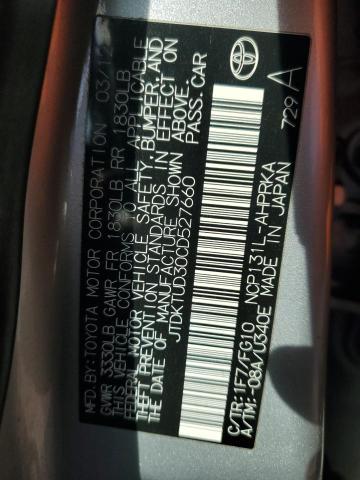 MFD. BY: TOYOTA MOTOR CORPORATION 03/12
GVWR 3330LB GAWR FR 1830LB RR 1830LB
THIS VEHICLE CONFORMS TO ALL APPLICABLE
FEDERAL MOTOR VEHICLE SAFETY, BUMPER, AND
THEFT PREVENTION STANDARDS IN EFFECT ON
THE DATE OF MANUFACTURE SHOWN ABOVE.
JTDKTUD30CD527660 PASS CAR
C/TR: 1F7/FG10 NCP131L-AHPRKA
A/TM: -08A/U340E MADE IN JAPAN
729 A